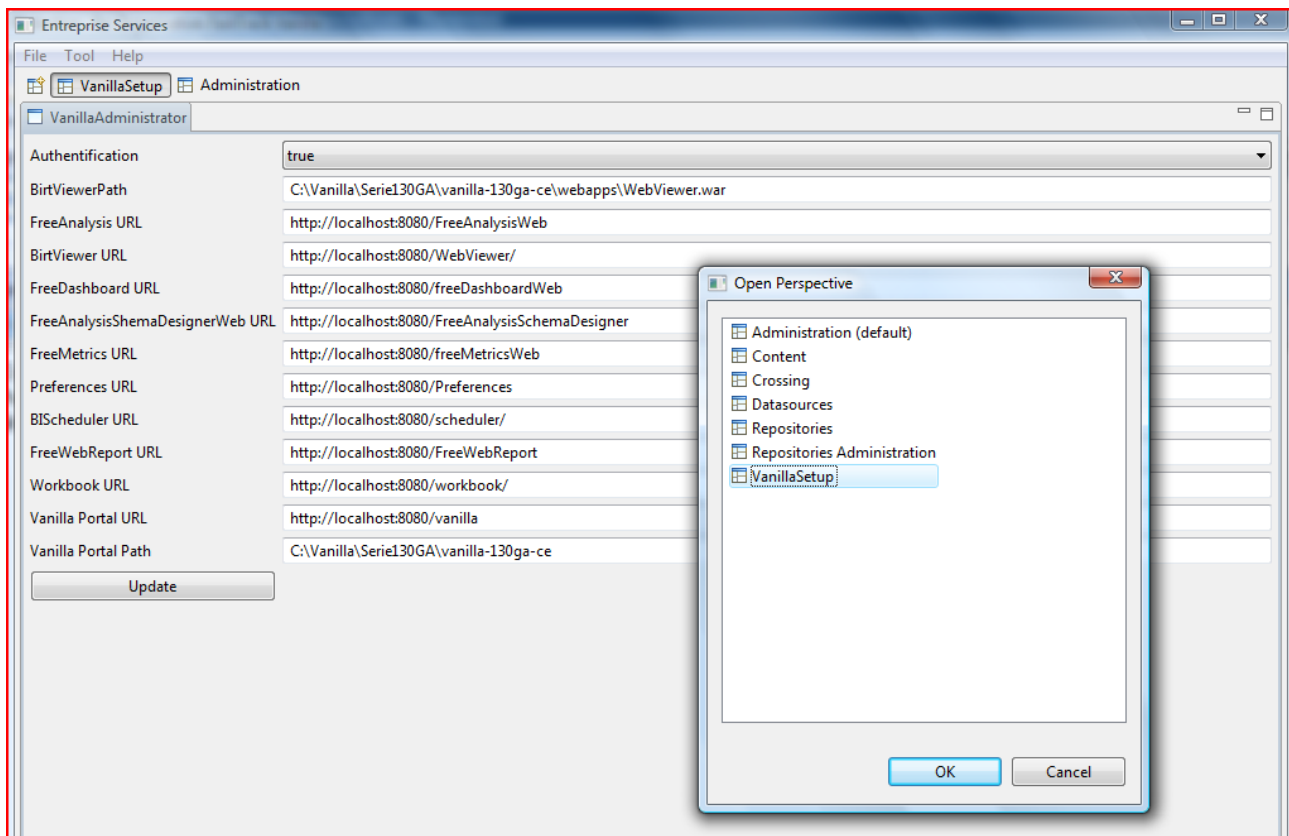 Entreprise Services
File Tool Help
VanillaSetup Administration
VanillaAdministrator
Authentification true
BirtViewerPath C:\Vanilla\Serie130GA\vanilla-130ga-ce\webapps\WebViewer.war
FreeAnalysis URL http://localhost:8080/FreeAnalysisWeb
BirtViewer URL http://localhost:8080/WebViewer/
FreeDashboard URL http://localhost:8080/freeDashboardWeb
FreeAnalysisShemaDesignerWeb URL http://localhost:8080/FreeAnalysisSchemaDesigner
FreeMetrics URL http://localhost:8080/freeMetricsWeb
Preferences URL http://localhost:8080/Preferences
BIScheduler URL http://localhost:8080/scheduler/
FreeWebReport URL http://localhost:8080/FreeWebReport
Workbook URL http://localhost:8080/workbook/
Vanilla Portal URL http://localhost:8080/vanilla
Vanilla Portal Path C:\Vanilla\Serie130GA\vanilla-130ga-ce
Update
Open Perspective
Administration (default)
Content
Crossing
Datasources
Repositories
Repositories Administration
VanillaSetup
OK Cancel